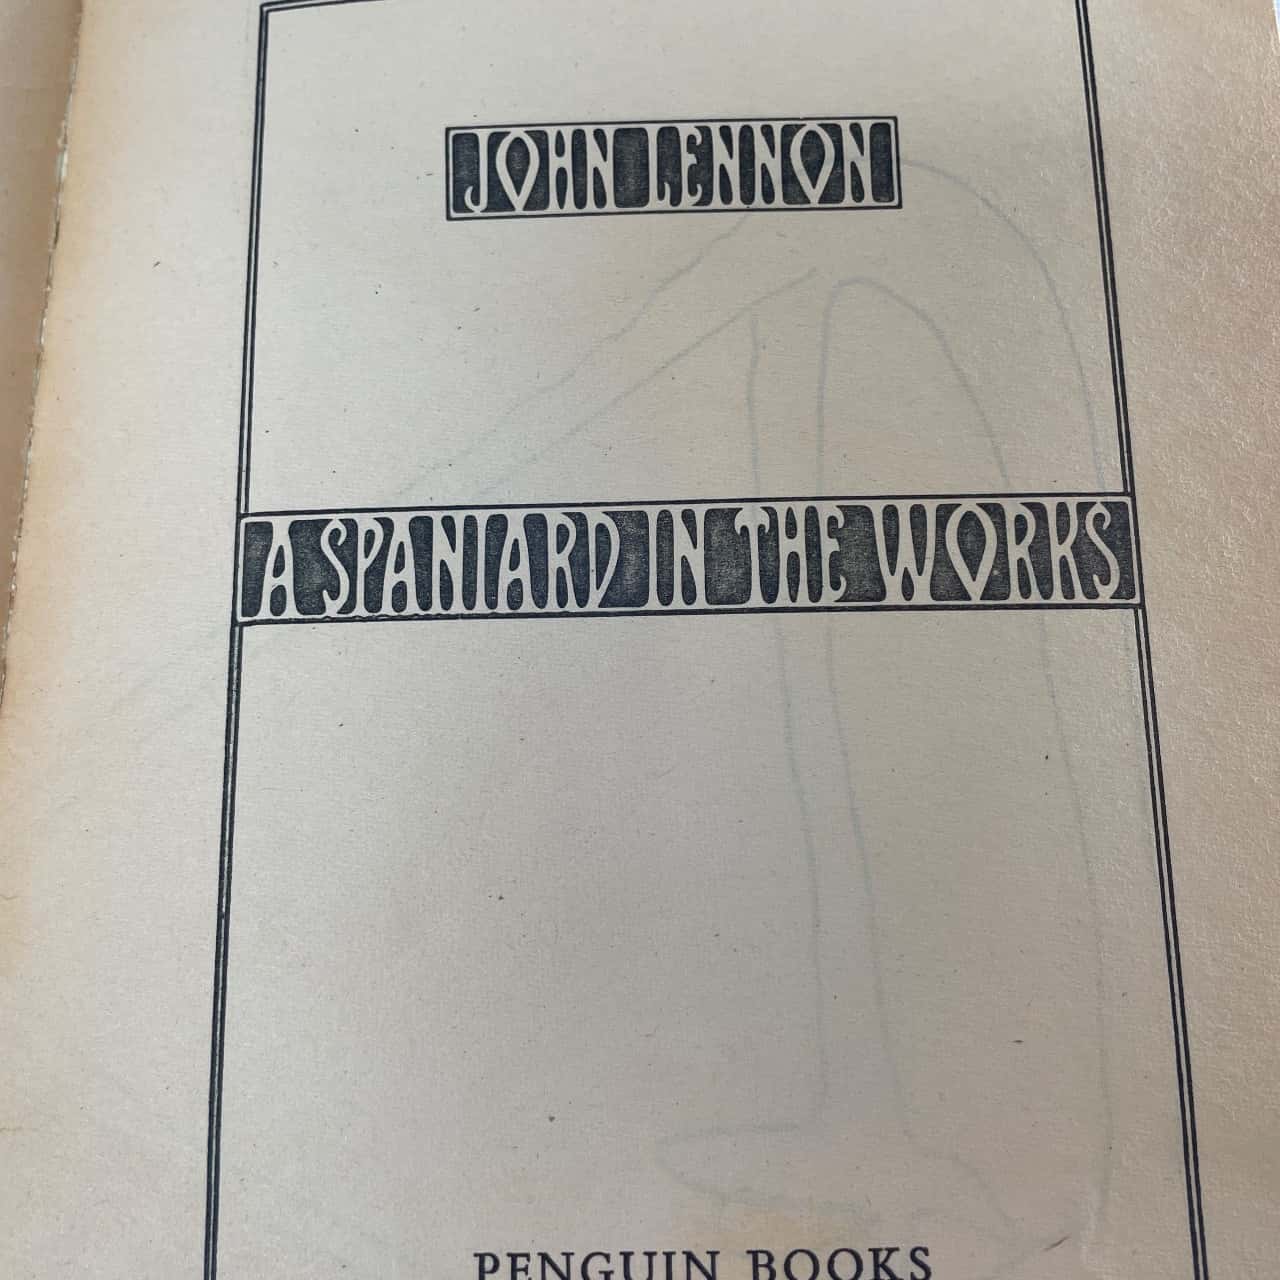 JOHN LENNON
A SPANIARD IN THE WORKS
PENGUIN BOOKS